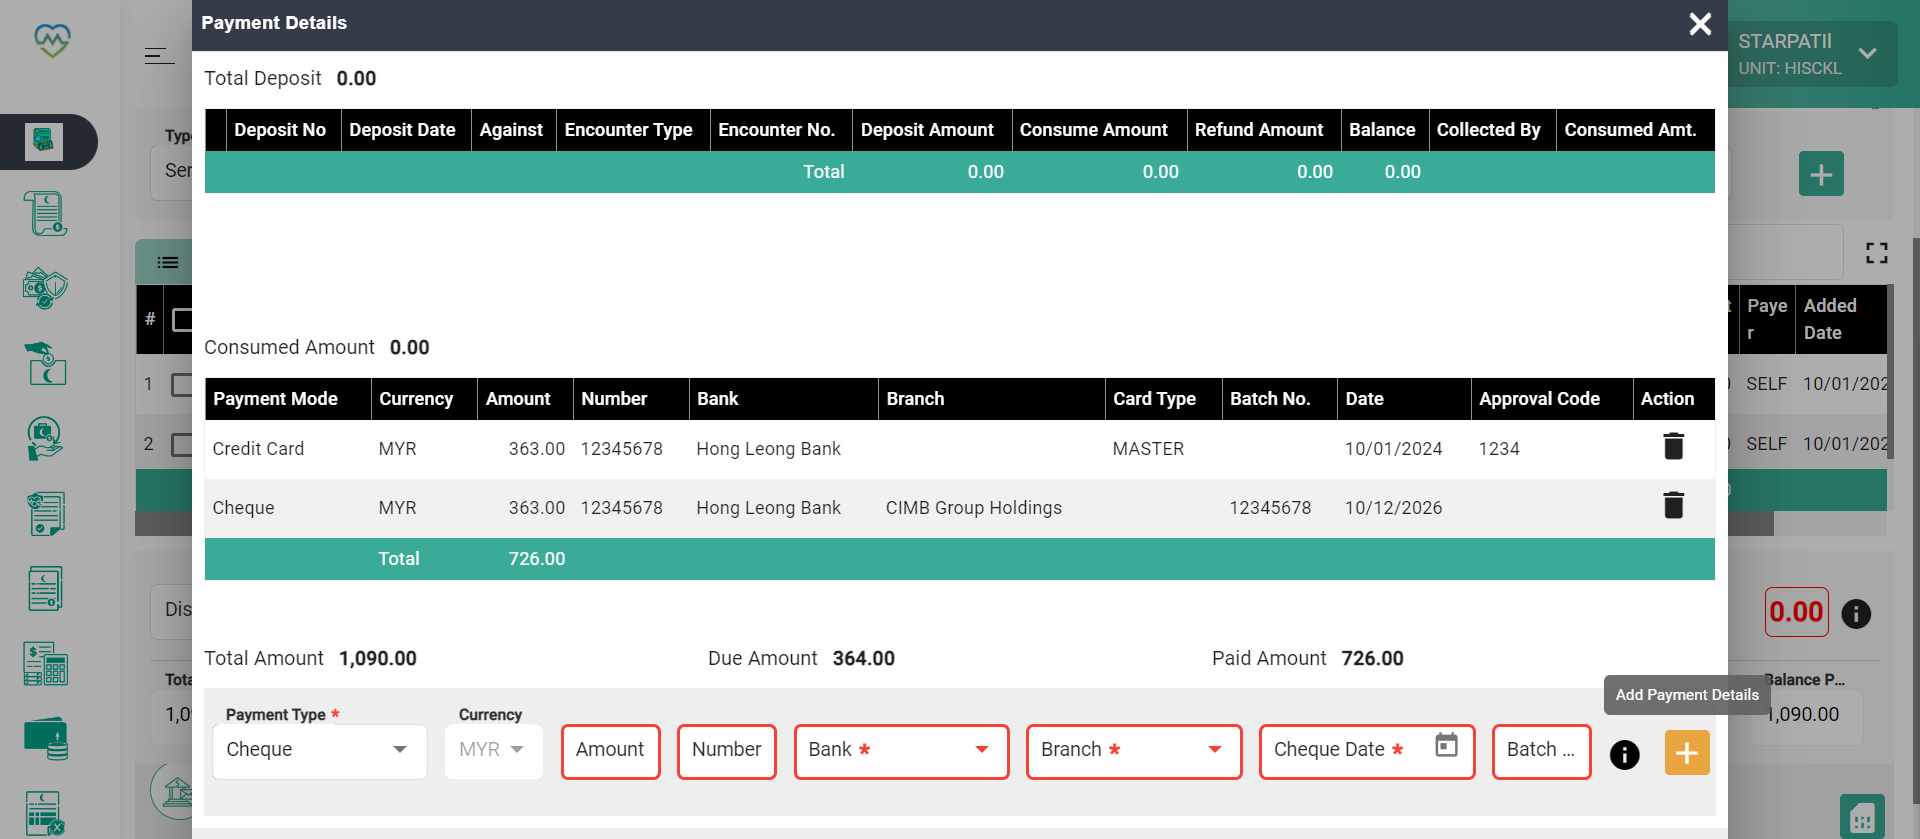 Payment Details
STARPATIl
UNIT: HISCKL
Total Deposit 0.00
Deposit No Deposit Date Against Encounter Type Encounter No. Deposit Amount Consume Amount Refund Amount Balance Collected By Consumed Amt.
Total 0.00 0.00 0.00 0.00
Type
Ser
Consumed Amount 0.00
# Payer Added Date
Payment Mode Currency Amount Number Bank Branch Card Type Batch No. Date Approval Code Action
1 SELF 10/01/202
Credit Card MYR 363.00 12345678 Hong Leong Bank MASTER 10/01/2024 1234
2 SELF 10/01/202
Cheque MYR 363.00 12345678 Hong Leong Bank CIMB Group Holdings 12345678 10/12/2026
Total 726.00
Dis
0.00
Total Amount 1,090.00 Due Amount 364.00 Paid Amount 726.00
Tota
Balance P...
1,0
1,090.00
Add Payment Details
Payment Type * Currency
Cheque MYR Amount Number Bank * Branch * Cheque Date * Batch ...